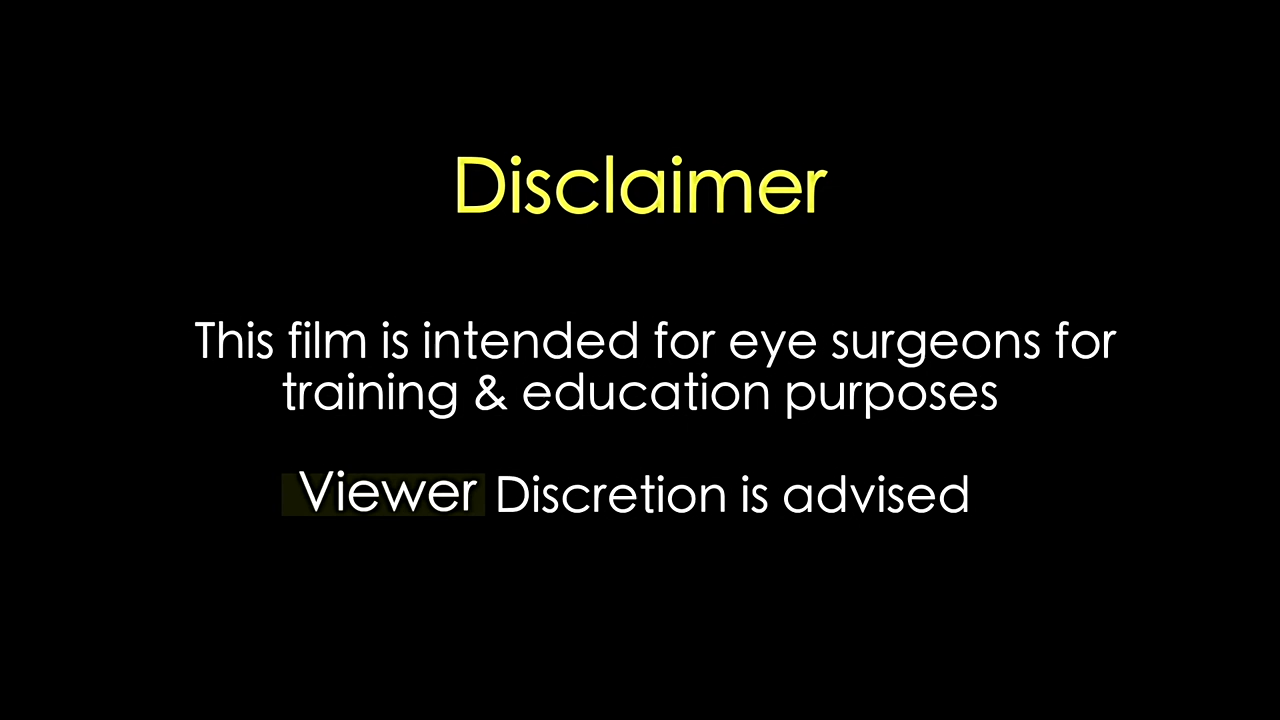 Disclaimer
This film is intended for eye surgeons for
training & education purposes
Viewer Discretion is advised